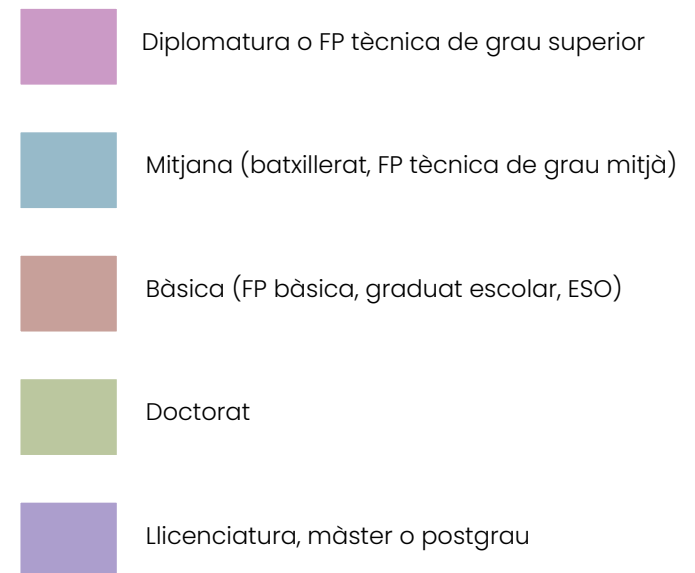 Diplomatura o FP tècnica de grau superior
Mitjana (batxillerat, FP tècnica de grau mitjà)
Bàsica (FP bàsica, graduat escolar, ESO)
Doctorat
Llicenciatura, màster o postgrau